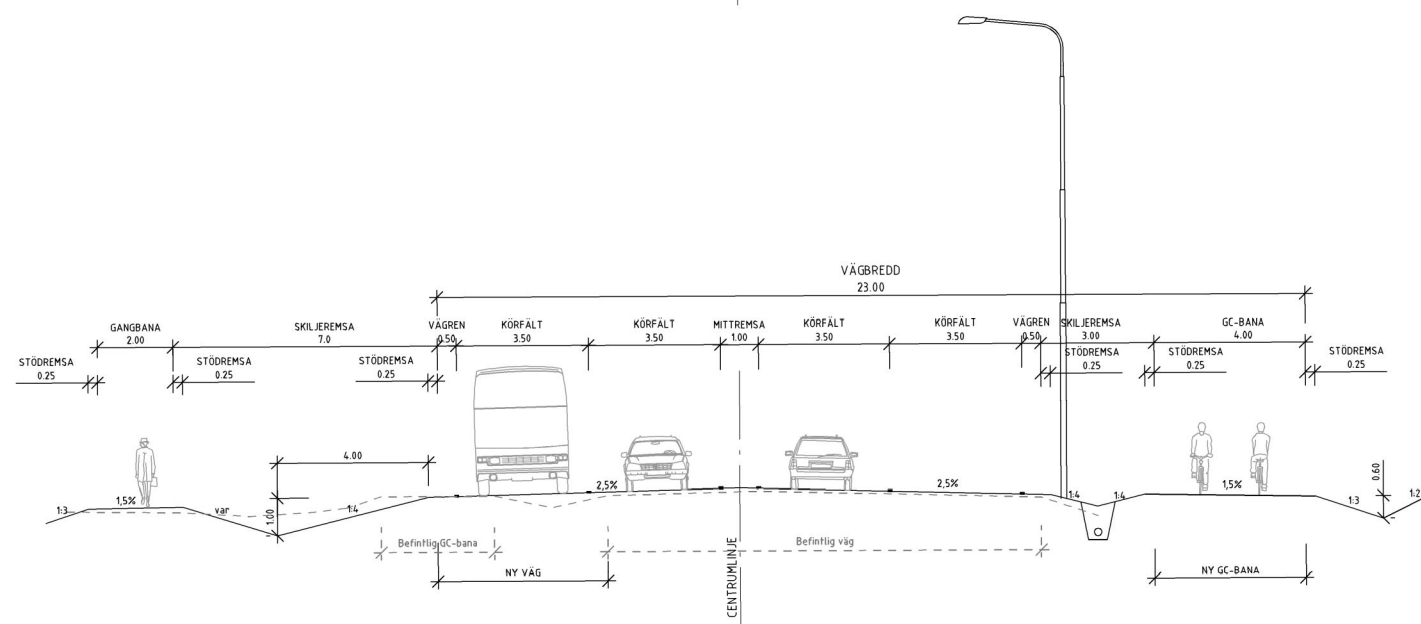 VÄGBREDD
23.00
GANGBANA
2.00
SKILJEREMSA
7.0
VÄGREN
0.50
KÖRFÄLT
3.50
KÖRFÄLT
3.50
MITTREMSA
1.00
KÖRFÄLT
3.50
KÖRFÄLT
3.50
VÄGREN
0.50
SKILJEREMSA
3.00
GC-BANA
4.00
STÖDREMSA
0.25
STÖDREMSA
0.25
STÖDREMSA
0.25
STÖDREMSA
0.25
STÖDREMSA
0.25
STÖDREMSA
0.25
4.00
1:3
1,5%
var
1.00
1:4
2,5%
2,5%
1:4
1:4
1,5%
1:3
0.60
1:2
Befintlig GC-bana
Befintlig väg
NY VÄG
CENTRUMLINJE
NY GC-BANA